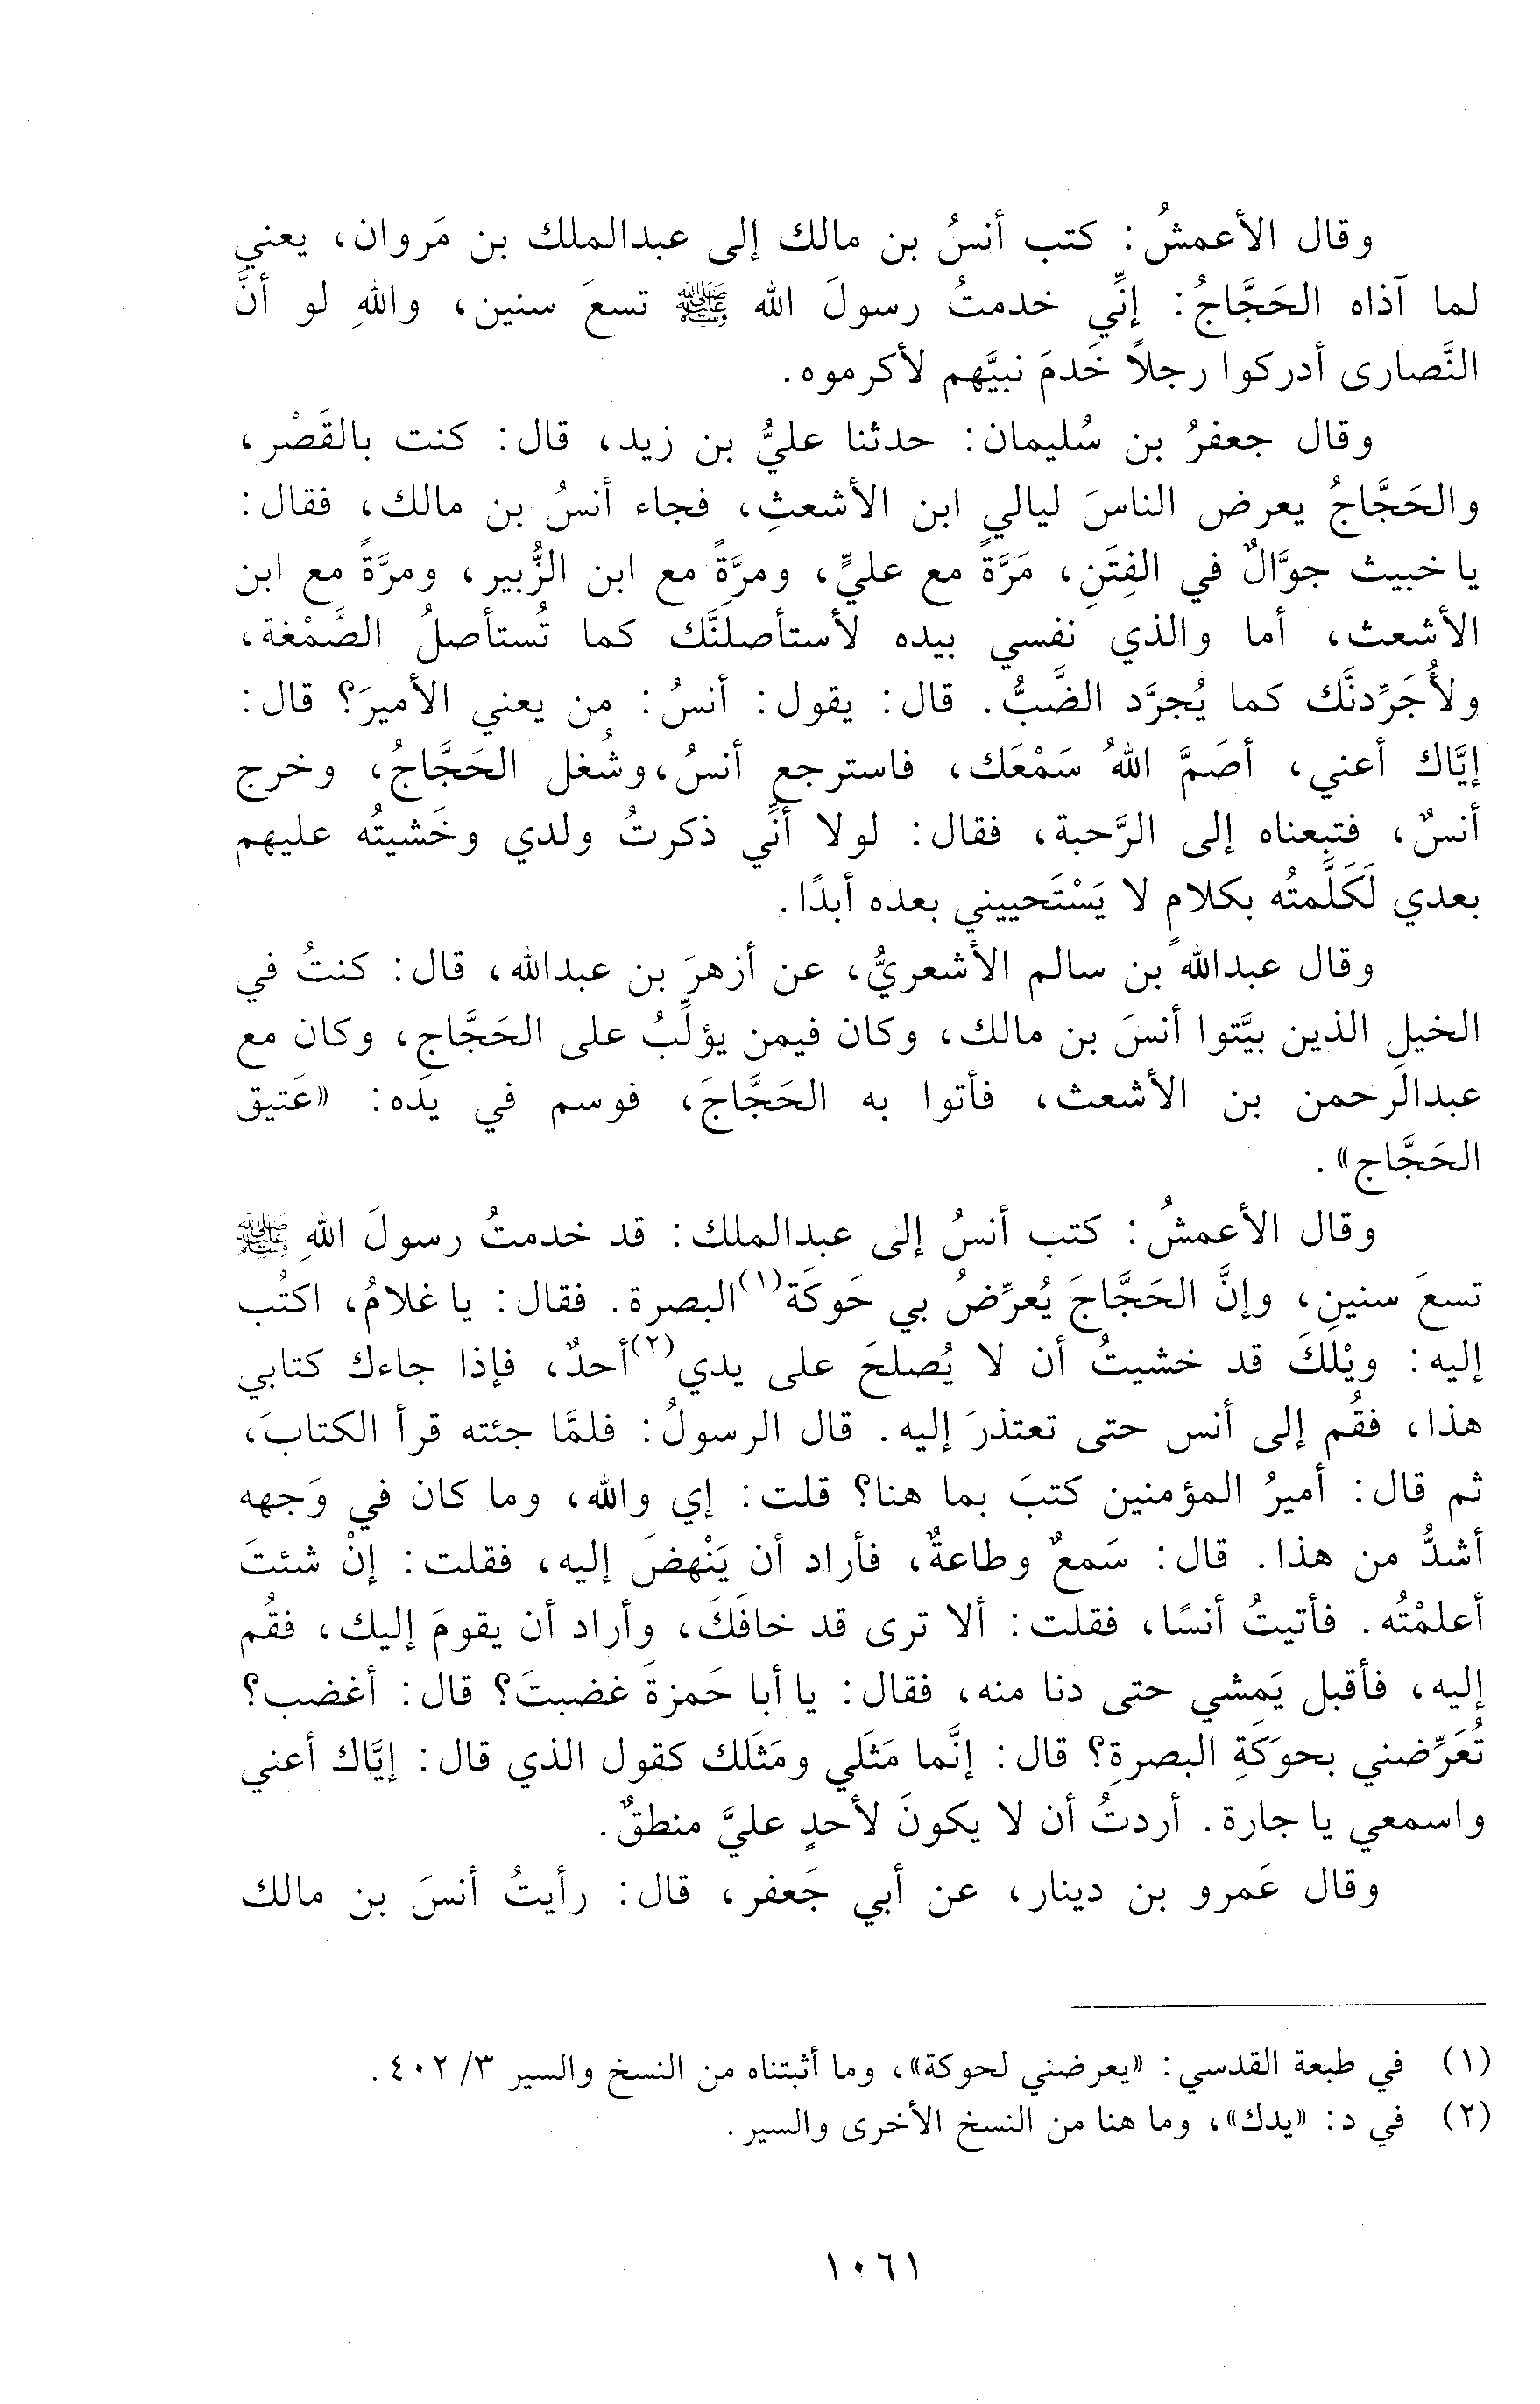 وقال الأعمشُ: كتب أنسُ بن مالك إلى عبدالملك بن مَروان، يعني
لما آذاه الحَجَّاجُ: إنِّي خدمتُ رسولَ الله ﷺ تسعَ سنين، واللهِ لو أنَّ
النَّصارى أدركوا رجلاً خَدمَ نبيَّهم لأكرموه.
وقال جعفرُ بن سُليمان: حدثنا عليُّ بن زيد، قال: كنت بالقَصْر،
والحَجَّاجُ يعرض الناسَ ليالي ابن الأشعثِ، فجاء أنسُ بن مالك، فقال:
يا خبيث جوَّالٌ في الفِتَنِ، مَرَّةً مع عليٍّ، ومرَّةً مع ابن الزُّبير، ومرَّةً مع ابن
الأشعث، أما والذي نفسي بيده لأستأصلَنَّك كما تُستأصلُ الصَّمْغة،
ولأُجَرِّدنَّك كما يُجرَّد الضَّبُّ. قال: يقول: أنسُ: من يعني الأميرَ؟ قال:
إيَّاك أعني، أصَمَّ اللهُ سَمْعَك، فاسترجع أنسُ، وشُغل الحَجَّاجُ، وخرج
أنسٌ، فتبعناه إلى الرَّحبة، فقال: لولا أنِّي ذكرتُ ولدي وخَشيتُه عليهم
بعدي لَكَلَّمتُه بكلامٍ لا يَسْتَحييني بعده أبدًا.
وقال عبدالله بن سالم الأشعريُّ، عن أزهرَ بن عبدالله، قال: كنتُ في
الخيلِ الذين بيَّتوا أنسَ بن مالك، وكان فيمن يؤلِّبُ على الحَجَّاجِ، وكان مع
عبدالرحمن بن الأشعث، فأتوا به الحَجَّاجَ، فوسم في يَده: «عَتيق
الحَجَّاج».
وقال الأعمشُ: كتب أنسُ إلى عبدالملك: قد خدمتُ رسولَ اللهِ ﷺ
تسعَ سنينِ، وإنَّ الحَجَّاجَ يُعرِّضُ بي حَوكَة(١) البصرة. فقال: يا غلامُ، اكتُب
إليه: ويْلكَ قد خشيتُ أن لا يُصلحَ على يدي(٢) أحدٌ، فإذا جاءك كتابي
هذا، فقُم إلى أنس حتى تعتذرَ إليه. قال الرسولُ: فلمَّا جئته قرأ الكتابَ،
ثم قال: أميرُ المؤمنين كتبَ بما هنا؟ قلت: إي والله، وما كان في وَجهه
أشدُّ من هذا. قال: سَمعٌ وطاعةٌ، فأراد أن يَنْهضَ إليه، فقلت: إنْ شئتَ
أعلمْتُه. فأتيتُ أنسًا، فقلت: ألا ترى قد خافَكَ، وأراد أن يقومَ إليك، فقُم
إليه، فأقبل يَمشي حتى دنا منه، فقال: يا أبا حَمزةَ غضبتَ؟ قال: أغضب؟
تُعَرِّضني بحوَكَةِ البصرةِ؟ قال: إنَّما مَثَلي ومَثَلك كقول الذي قال: إيَّاك أعني
واسمعي يا جارة. أردتُ أن لا يكونَ لأحدٍ عليَّ منطقٌ.
وقال عَمرو بن دينار، عن أبي جَعفر، قال: رأيتُ أنسَ بن مالك
(١) في طبعة القدسي: «يعرضني لحوكة»، وما أثبتناه من النسخ والسير ٣/ ٤٠٢.
(٢) في د: «يدك»، وما هنا من النسخ الأخرى والسير.
١٠٦١